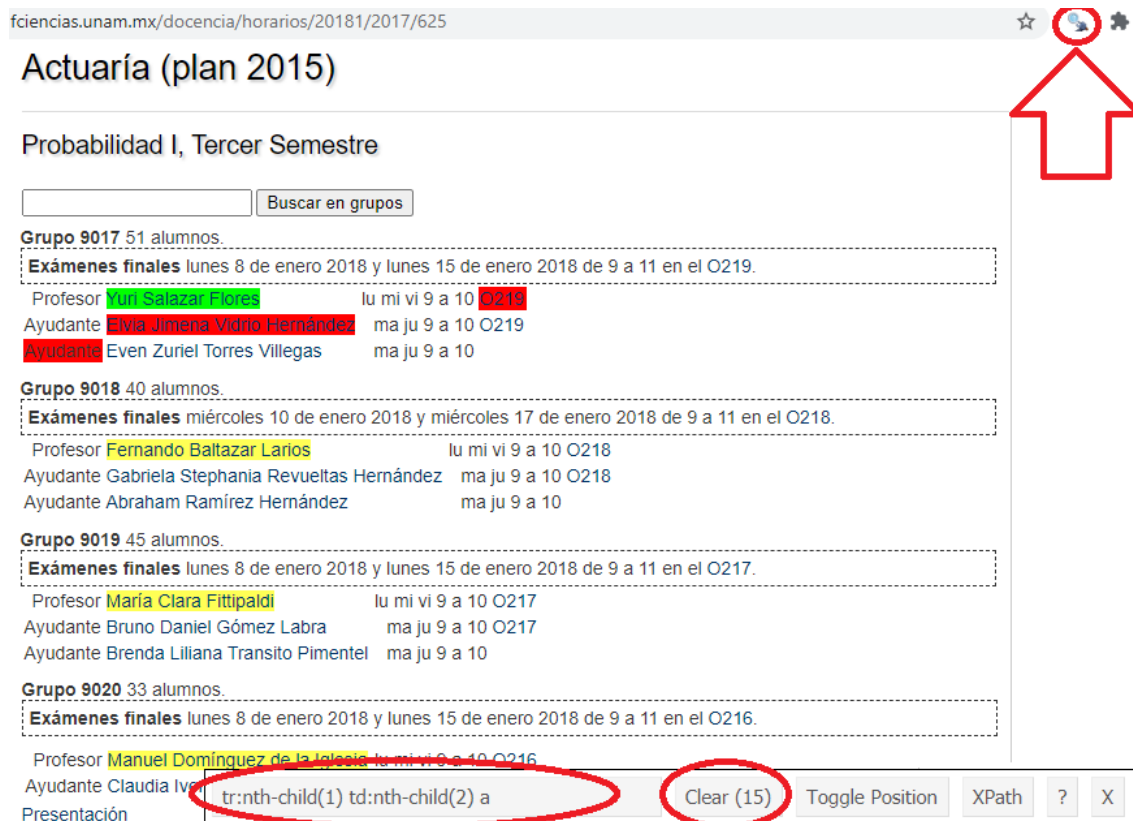 fciencias.unam.mx/docencia/horarios/20181/2017/625
Actuaría (plan 2015)
Probabilidad I, Tercer Semestre
Buscar en grupos
Grupo 9017 51 alumnos.
Exámenes finales lunes 8 de enero 2018 y lunes 15 de enero 2018 de 9 a 11 en el O219.
Profesor Yuri Salazar Flores lu mi vi 9 a 10 O219
Ayudante Elvia Jimena Vidrio Hernández ma ju 9 a 10 O219
Ayudante Even Zuriel Torres Villegas ma ju 9 a 10
Grupo 9018 40 alumnos.
Exámenes finales miércoles 10 de enero 2018 y miércoles 17 de enero 2018 de 9 a 11 en el O218.
Profesor Fernando Baltazar Larios lu mi vi 9 a 10 O218
Ayudante Gabriela Stephania Revueltas Hernández ma ju 9 a 10 O218
Ayudante Abraham Ramírez Hernández ma ju 9 a 10
Grupo 9019 45 alumnos.
Exámenes finales lunes 8 de enero 2018 y lunes 15 de enero 2018 de 9 a 11 en el O217.
Profesor María Clara Fittipaldi lu mi vi 9 a 10 O217
Ayudante Bruno Daniel Gómez Labra ma ju 9 a 10 O217
Ayudante Brenda Liliana Transito Pimentel ma ju 9 a 10
Grupo 9020 33 alumnos.
Exámenes finales lunes 8 de enero 2018 y lunes 15 de enero 2018 de 9 a 11 en el O216.
Profesor Manuel Domínguez de la Iglesia lu mi vi 9 a 10 O216
Ayudante Claudia
tr:nth-child(1) td:nth-child(2) a Clear (15) Toggle Position XPath ? X
Presentación